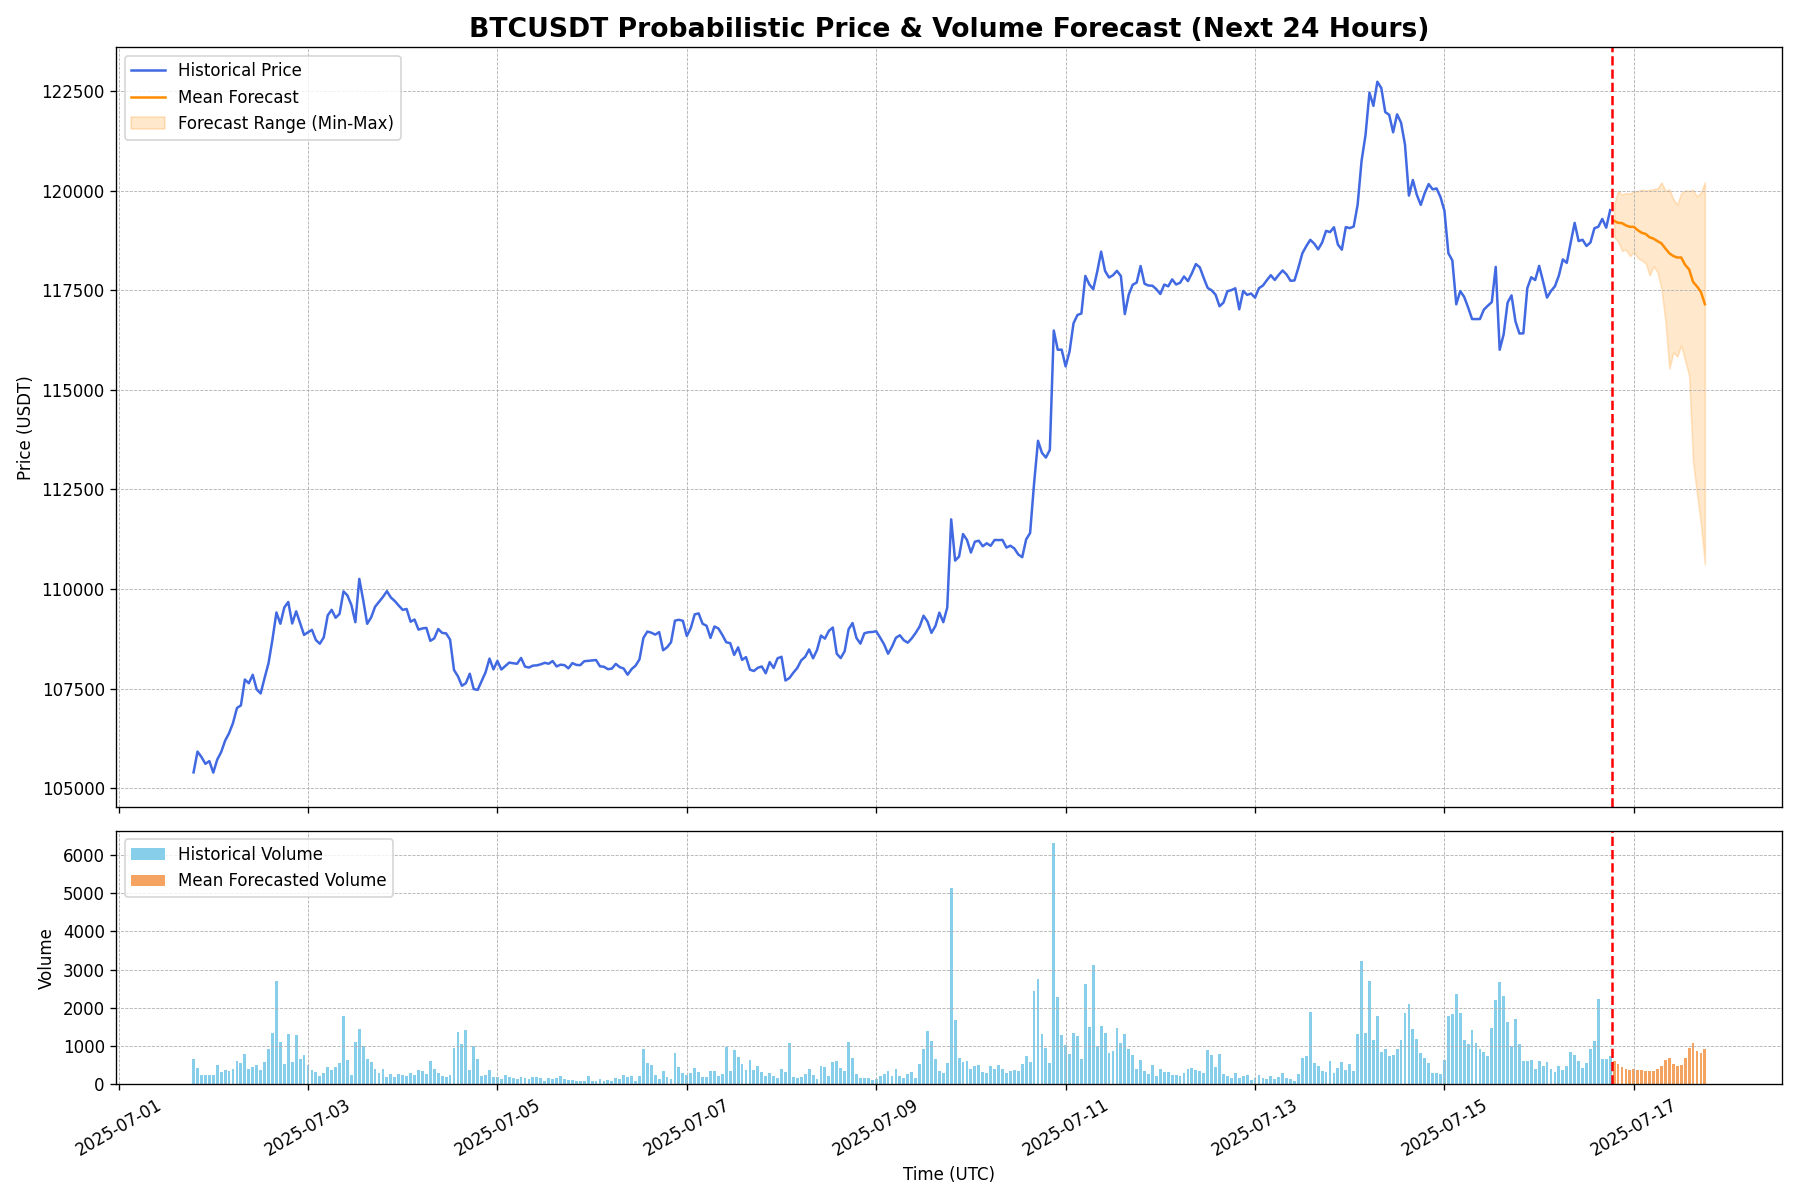 BTCUSDT Probabilistic Price & Volume Forecast (Next 24 Hours)
Historical Price
Mean Forecast
Forecast Range (Min-Max)
122500
120000
117500
115000
112500
110000
107500
105000
Price (USDT)
Historical Volume
Mean Forecasted Volume
6000
5000
4000
3000
2000
1000
0
Volume
2025-07-01
2025-07-03
2025-07-05
2025-07-07
2025-07-09
2025-07-11
2025-07-13
2025-07-15
2025-07-17
Time (UTC)